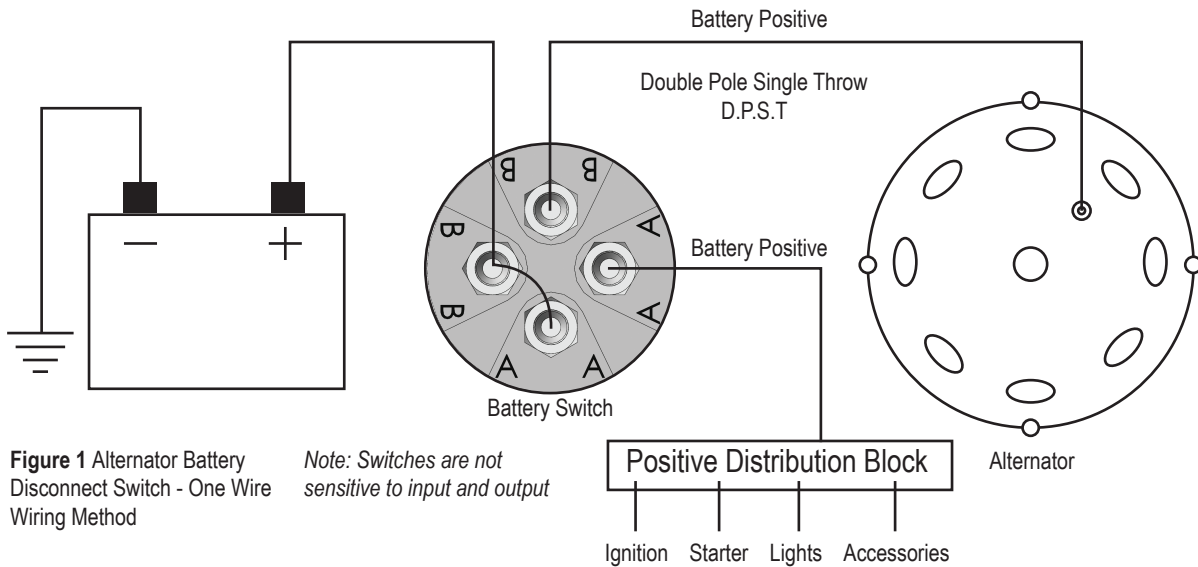 Battery Positive
Double Pole Single Throw
D.P.S.T
B B
B A
B A
A A
− +
Battery Positive
Battery Switch
Figure 1 Alternator Battery
Disconnect Switch - One Wire
Wiring Method
Note: Switches are not
sensitive to input and output
Positive Distribution Block
Alternator
Ignition Starter Lights Accessories